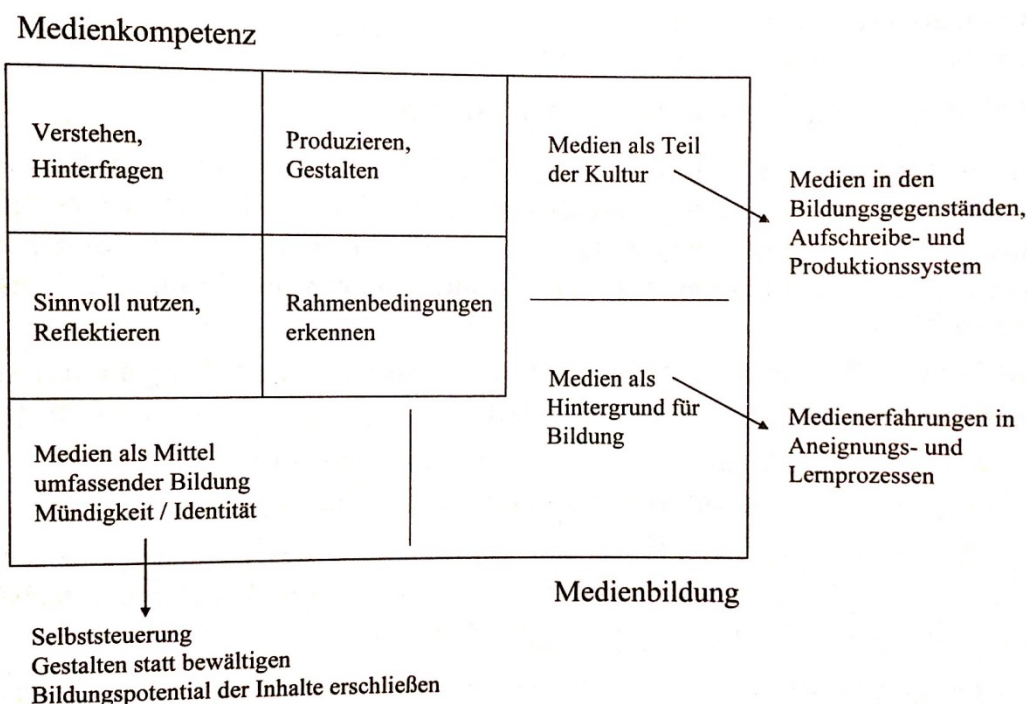 Medienkompetenz
Verstehen,
Hinterfragen
Produzieren,
Gestalten
Medien als Teil
der Kultur
Medien in den
Bildungsgegenständen,
Aufschreibe- und
Produktionssystem
Sinnvoll nutzen,
Reflektieren
Rahmenbedingungen
erkennen
Medien als
Hintergrund für
Bildung
Medienerfahrungen in
Aneignungs- und
Lernprozessen
Medien als Mittel
umfassender Bildung
Mündigkeit / Identität
Medienbildung
Selbststeuerung
Gestalten statt bewältigen
Bildungspotential der Inhalte erschließen